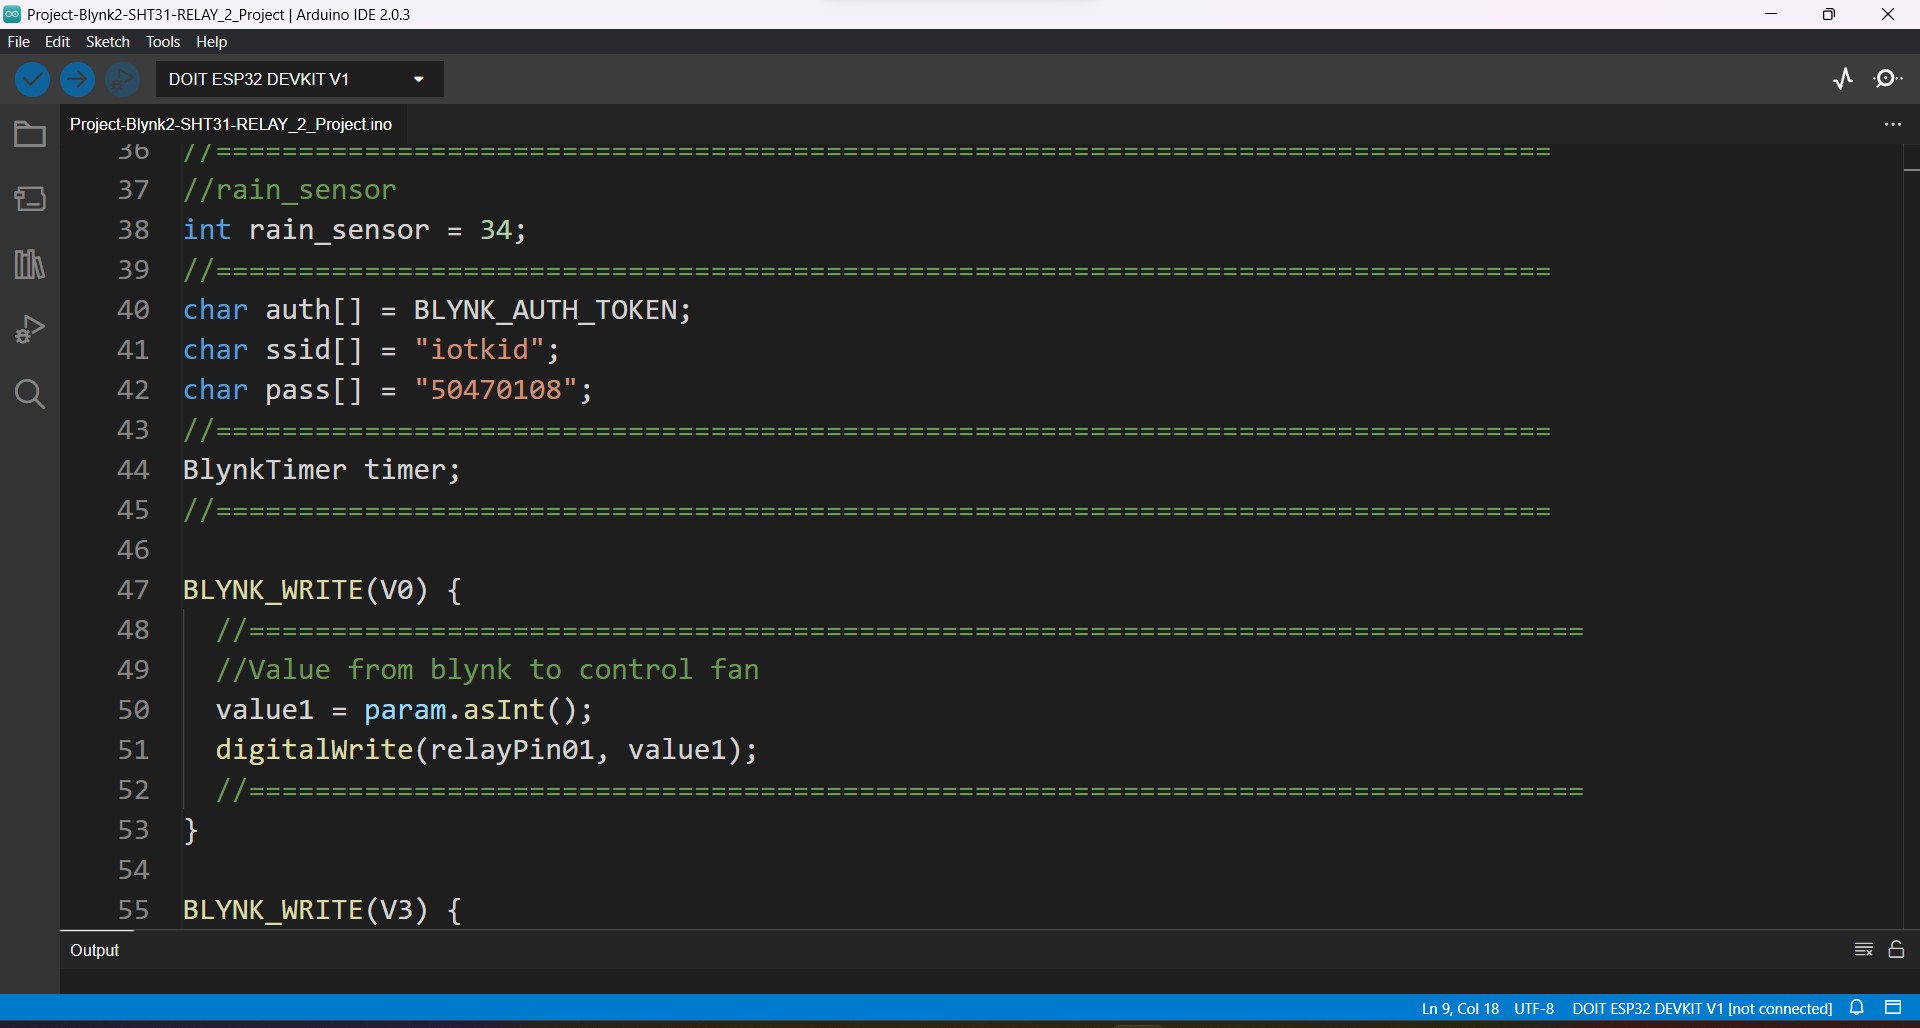 Project-Blynk2-SHT31-RELAY_2_Project | Arduino IDE 2.0.3
File Edit Sketch Tools Help
DOIT ESP32 DEVKIT V1
Project-Blynk2-SHT31-RELAY_2_Project.ino
36 //=================================================================================
37 //rain_sensor
38 int rain_sensor = 34;
39 //=================================================================================
40 char auth[] = BLYNK_AUTH_TOKEN;
41 char ssid[] = "iotkid";
42 char pass[] = "50470108";
43 //=================================================================================
44 BlynkTimer timer;
45 //=================================================================================
46
47 BLYNK_WRITE(V0) {
48 //=================================================================================
49 //Value from blynk to control fan
50 value1 = param.asInt();
51 digitalWrite(relayPin01, value1);
52 //=================================================================================
53 }
54
55 BLYNK_WRITE(V3) {
Output
Ln 9, Col 18 UTF-8 DOIT ESP32 DEVKIT V1 [not connected]